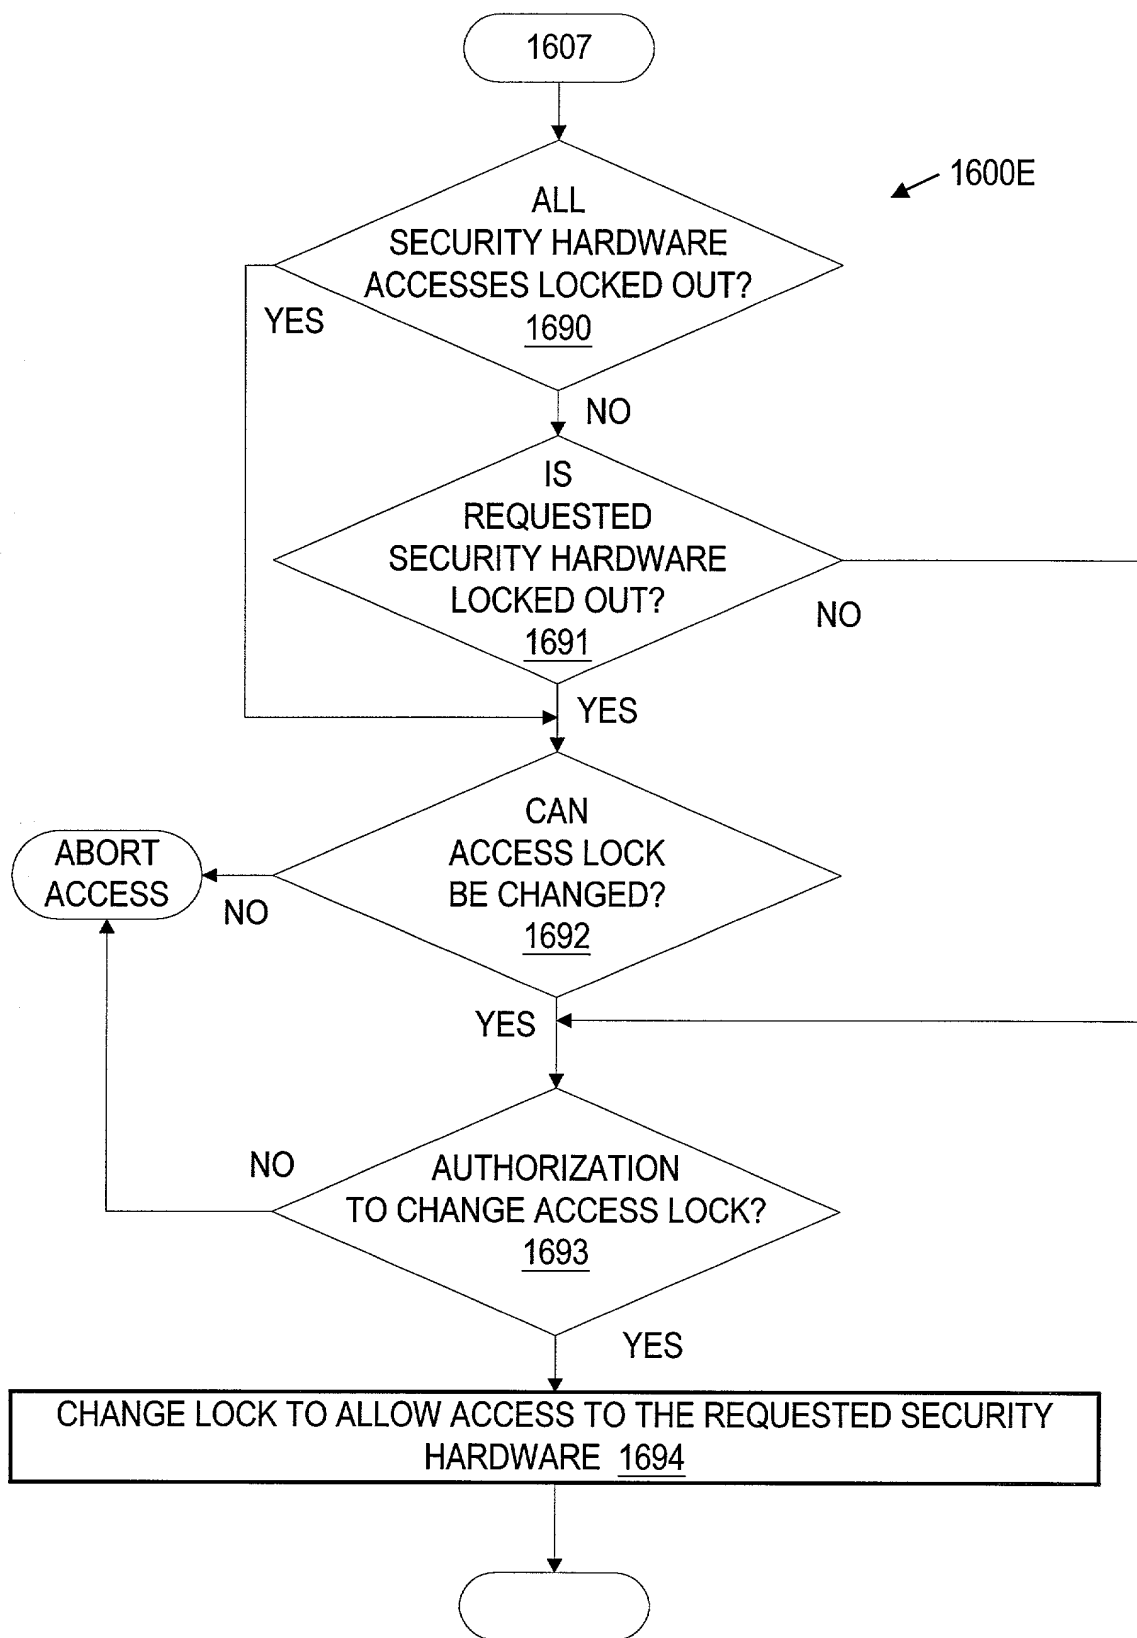 1607
1600E
ALL
SECURITY HARDWARE
ACCESSES LOCKED OUT?
1690
YES
NO
IS
REQUESTED
SECURITY HARDWARE
LOCKED OUT?
1691
NO
YES
CAN
ACCESS LOCK
BE CHANGED?
1692
ABORT
ACCESS
NO
YES
NO
AUTHORIZATION
TO CHANGE ACCESS LOCK?
1693
YES
CHANGE LOCK TO ALLOW ACCESS TO THE REQUESTED SECURITY
HARDWARE 1694